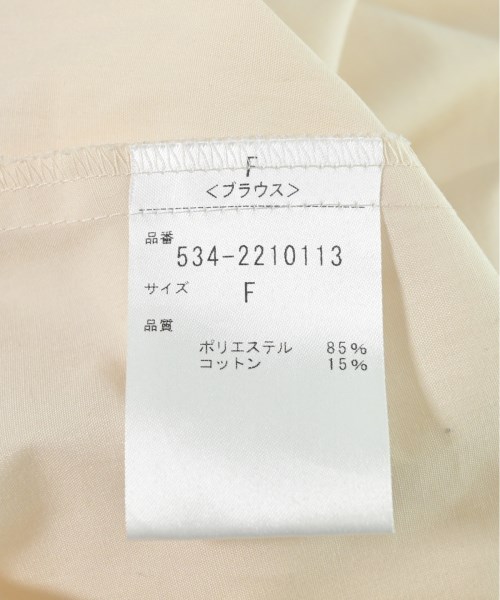 F
<ブラウス>
品番
534-2210113
サイズ F
品質
ポリエステル 85%
コットン 15%